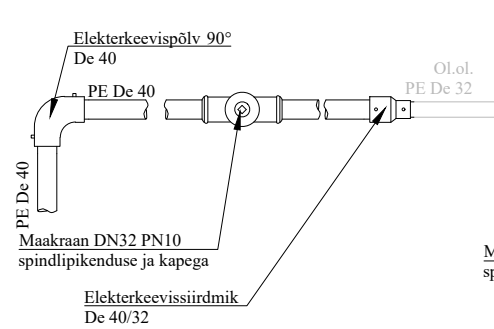 Elekterkeevispõlv 90°
De 40
Ol.ol.
PE De 32
PE De 40
PE De 40
Maakraan DN32 PN10
spindlipikenduse ja kapega
Elekterkeevissiirdmik
De 40/32